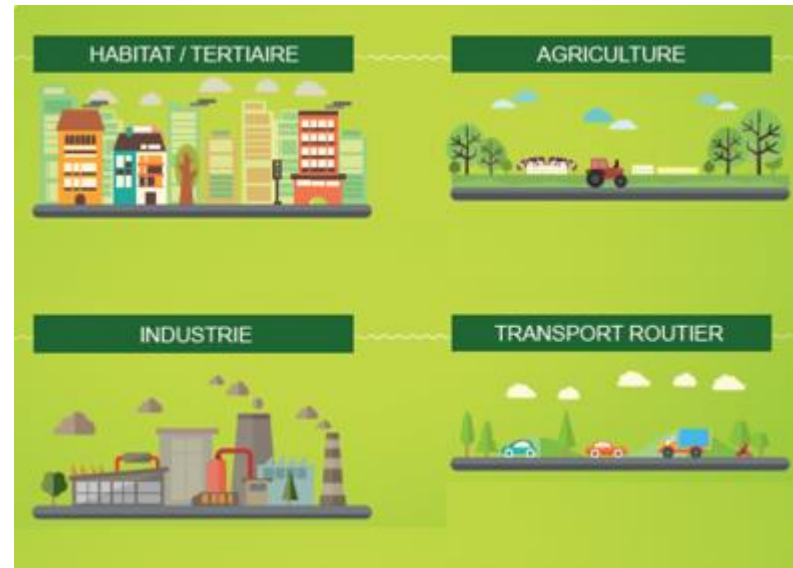 HABITAT / TERTIAIRE
AGRICULTURE
INDUSTRIE
TRANSPORT ROUTIER